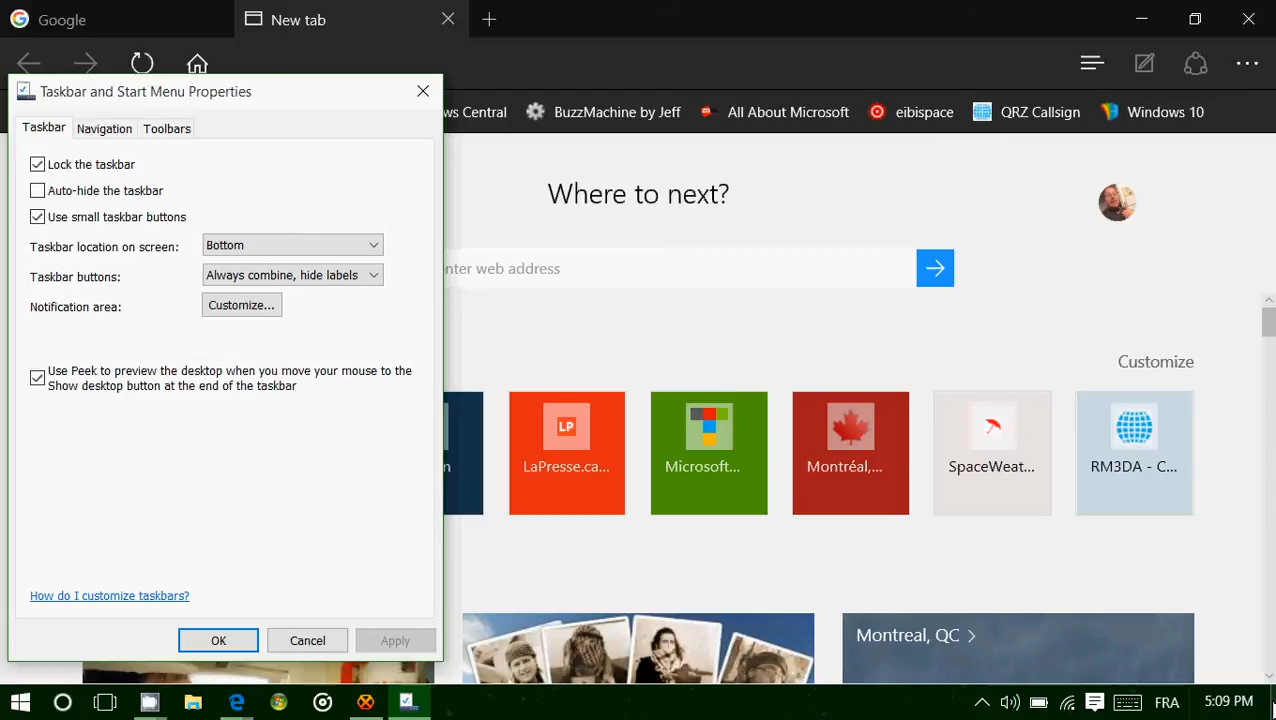 Google
New tab
Taskbar and Start Menu Properties
ws Central
BuzzMachine by Jeff
All About Microsoft
eibispace
QRZ Callsign
Windows 10
Taskbar
Navigation
Toolbars
Lock the taskbar
Auto-hide the taskbar
Use small taskbar buttons
Taskbar location on screen:
Bottom
Taskbar buttons:
Always combine, hide labels
Notification area:
Customize...
Use Peek to preview the desktop when you move your mouse to the
Show desktop button at the end of the taskbar
How do I customize taskbars?
OK
Cancel
Apply
Where to next?
nter web address
Customize
n
LP
LaPresse.ca...
Microsoft...
Montréal,...
SpaceWeat...
RM3DA - C...
Montreal, QC >
FRA
5:09 PM